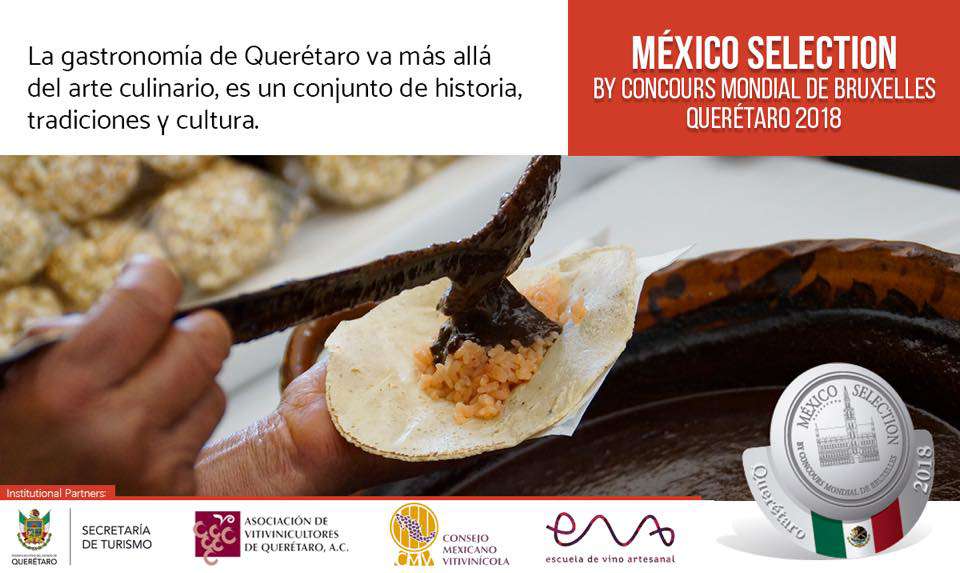 La gastronomía de Querétaro va más allá
del arte culinario, es un conjunto de historia,
tradiciones y cultura.
MÉXICO SELECTION
BY CONCOURS MONDIAL DE BRUXELLES
QUERÉTARO 2018
MÉXICO SELECTION
BY CONCOURS MONDIAL DE BRUXELLES
Querétaro
2018
Institutional Partners:
QUERÉTARO
SECRETARÍA
DE TURISMO
ASOCIACIÓN DE
VITIVINICULTORES
DE QUERÉTARO, A.C.
CMV
CONSEJO
MEXICANO
VITIVINÍCOLA
eva
escuela de vino artesanal